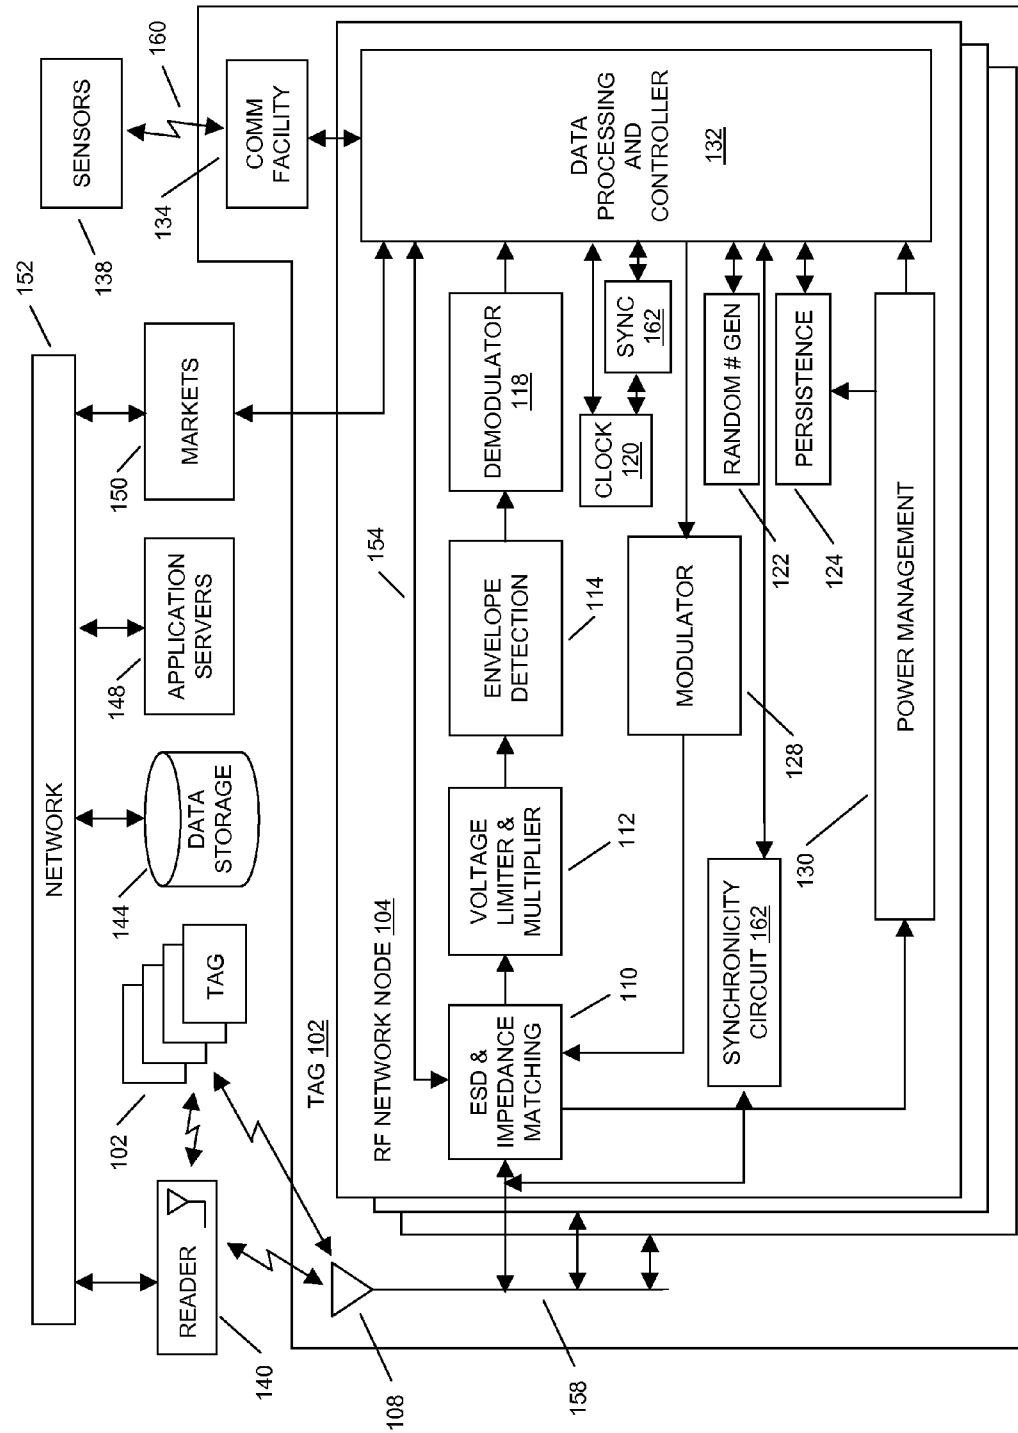 NETWORK
152
READER
140
102
TAG
DATA
STORAGE
144
APPLICATION
SERVERS
148
MARKETS
150
SENSORS
138
160
COMM
FACILITY
134
108
158
TAG 102
RF NETWORK NODE 104
154
ESD &
IMPEDANCE
MATCHING
110
VOLTAGE
LIMITER &
MULTIPLIER
112
ENVELOPE
DETECTION
114
DEMODULATOR
118
CLOCK
120
SYNC
162
MODULATOR
128
SYNCHRONICITY
CIRCUIT 162
RANDOM # GEN
122
PERSISTENCE
124
POWER MANAGEMENT
130
DATA
PROCESSING
AND
CONTROLLER
132